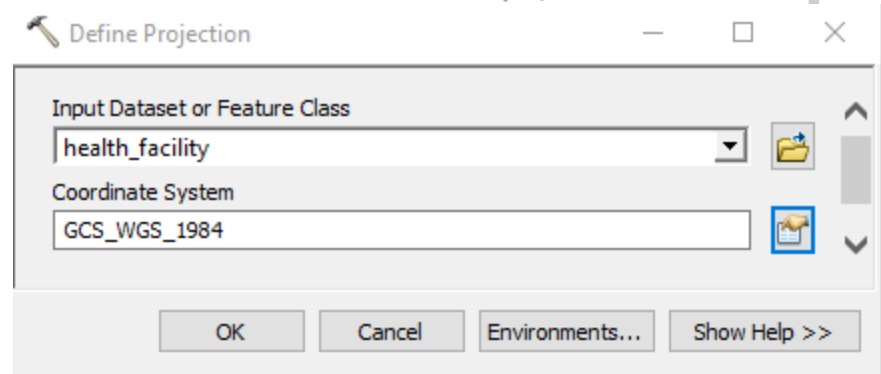 Define Projection
Input Dataset or Feature Class
health_facility
Coordinate System
GCS_WGS_1984
OK Cancel Environments... Show Help >>